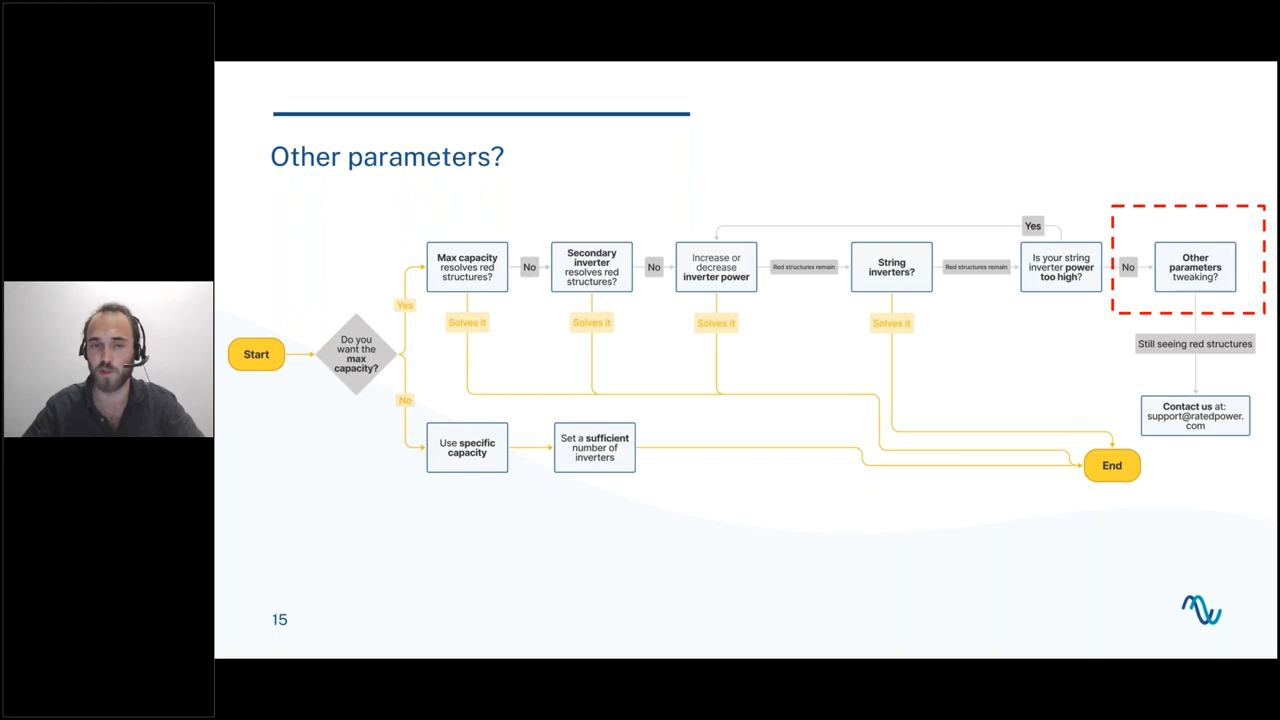 Other parameters?
Yes
Max capacity
resolves red
structures?
No
Secondary
inverter
resolves red
structures?
No
Increase or
decrease
inverter power
Red structures remain
String
inverters?
Red structures remain
Is your string
inverter power
too high?
No
Other
parameters
tweaking?
Yes
Solves it
Solves it
Solves it
Solves it
Still seeing red structures
Start
Do you
want the
max
capacity?
No
Contact us at:
support@ratedpower.
com
Use specific
capacity
Set a sufficient
number of
inverters
End
15